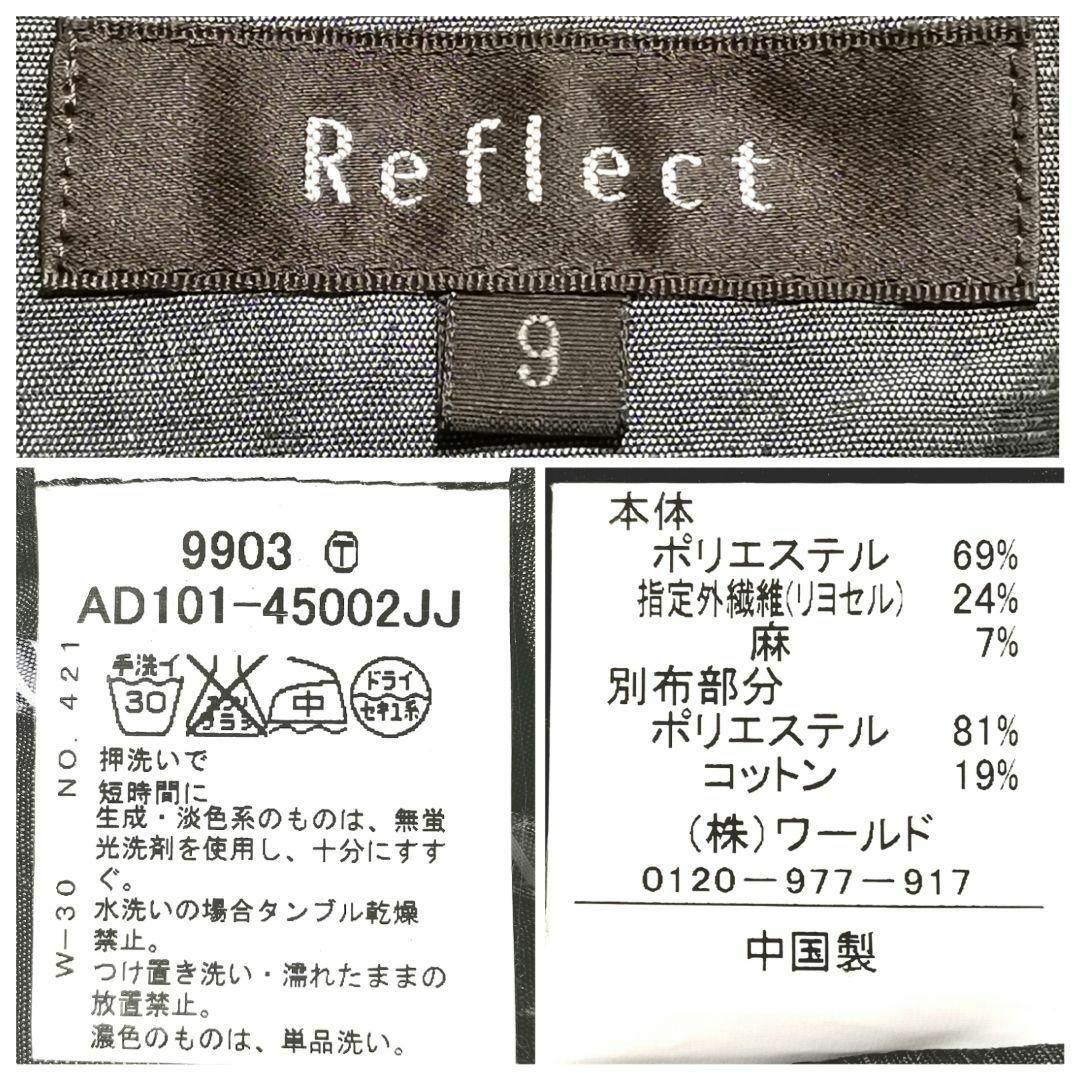 Reflect
9
9903 Ⓣ
AD101-45002JJ
手洗イ
30
エンソ
サラシ
中
ドライ
セキユ系
NO. 421
W-30
押洗いで
短時間に
生成・淡色系のものは、無蛍
光洗剤を使用し、十分にすす
ぐ。
水洗いの場合タンブル乾燥
禁止。
つけ置き洗い・濡れたままの
放置禁止。
濃色のものは、単品洗い。
本体
ポリエステル 69%
指定外繊維(リヨセル) 24%
麻 7%
別布部分
ポリエステル 81%
コットン 19%
(株)ワールド
0120-977-917
中国製